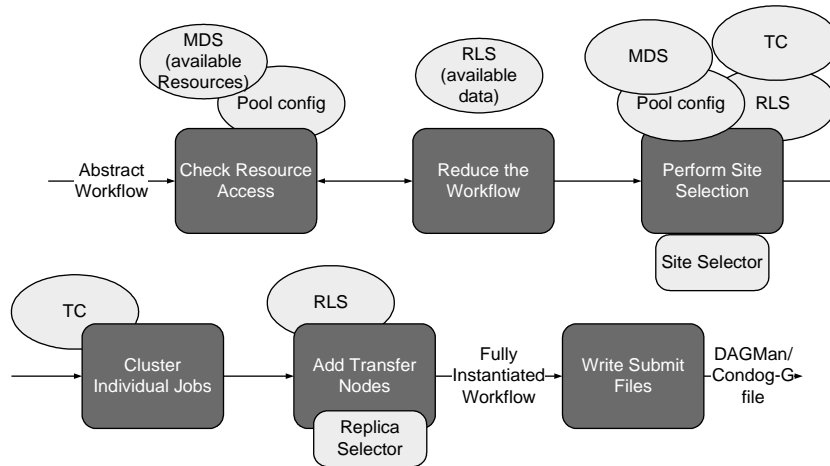 MDS
(available
Resources)
Pool config
RLS
(available
data)
MDS
TC
Pool config
RLS
Abstract
Workflow
Check Resource
Access
Reduce the
Workflow
Perform Site
Selection
Site Selector
TC
RLS
Cluster
Individual Jobs
Add Transfer
Nodes
Replica
Selector
Fully
Instantiated
Workflow
Write Submit
Files
DAGMan/
Condog-G
file